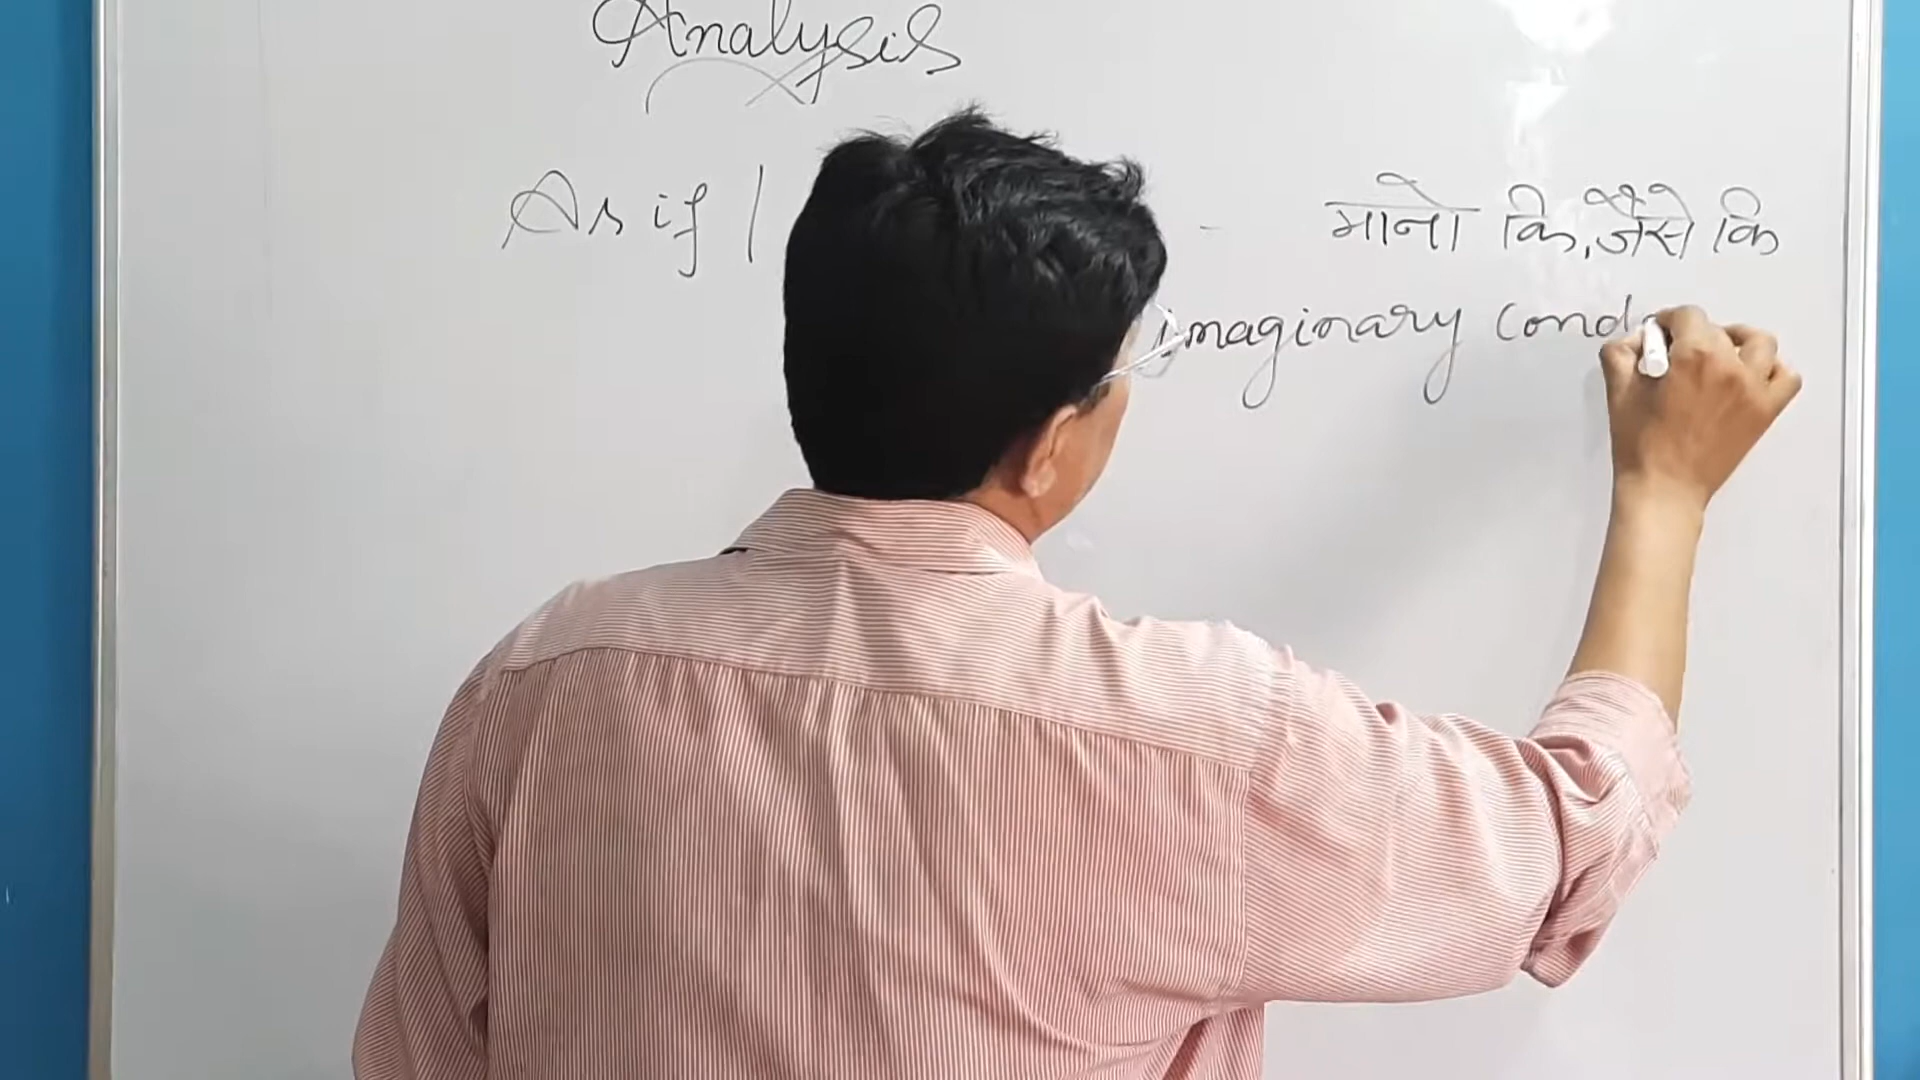 Analysis
As if / - मानो कि, जैसे कि
imaginary cond